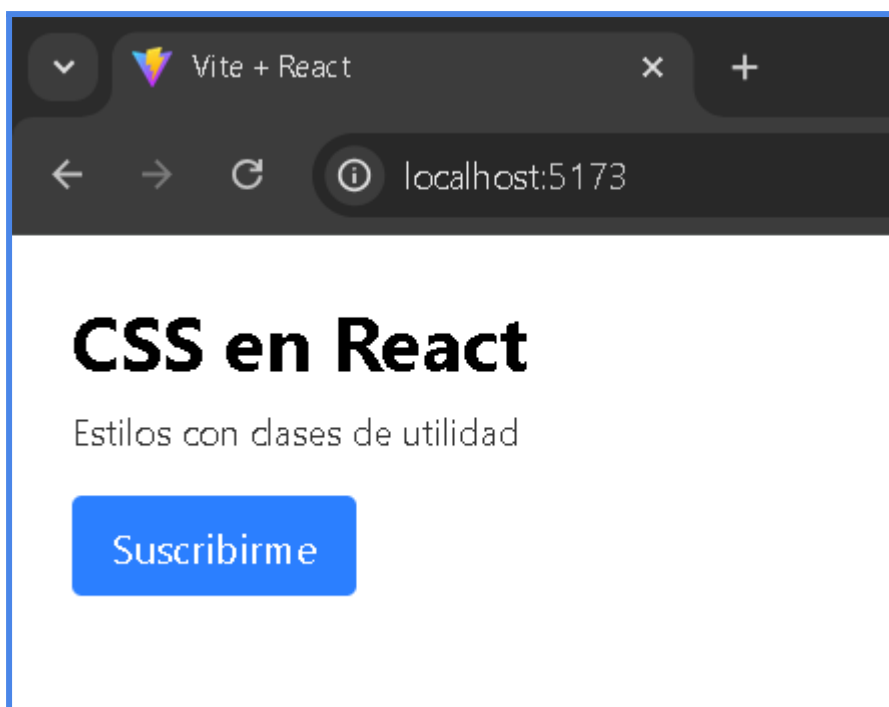 Vite + React
localhost:5173
CSS en React
Estilos con clases de utilidad
Suscribirme